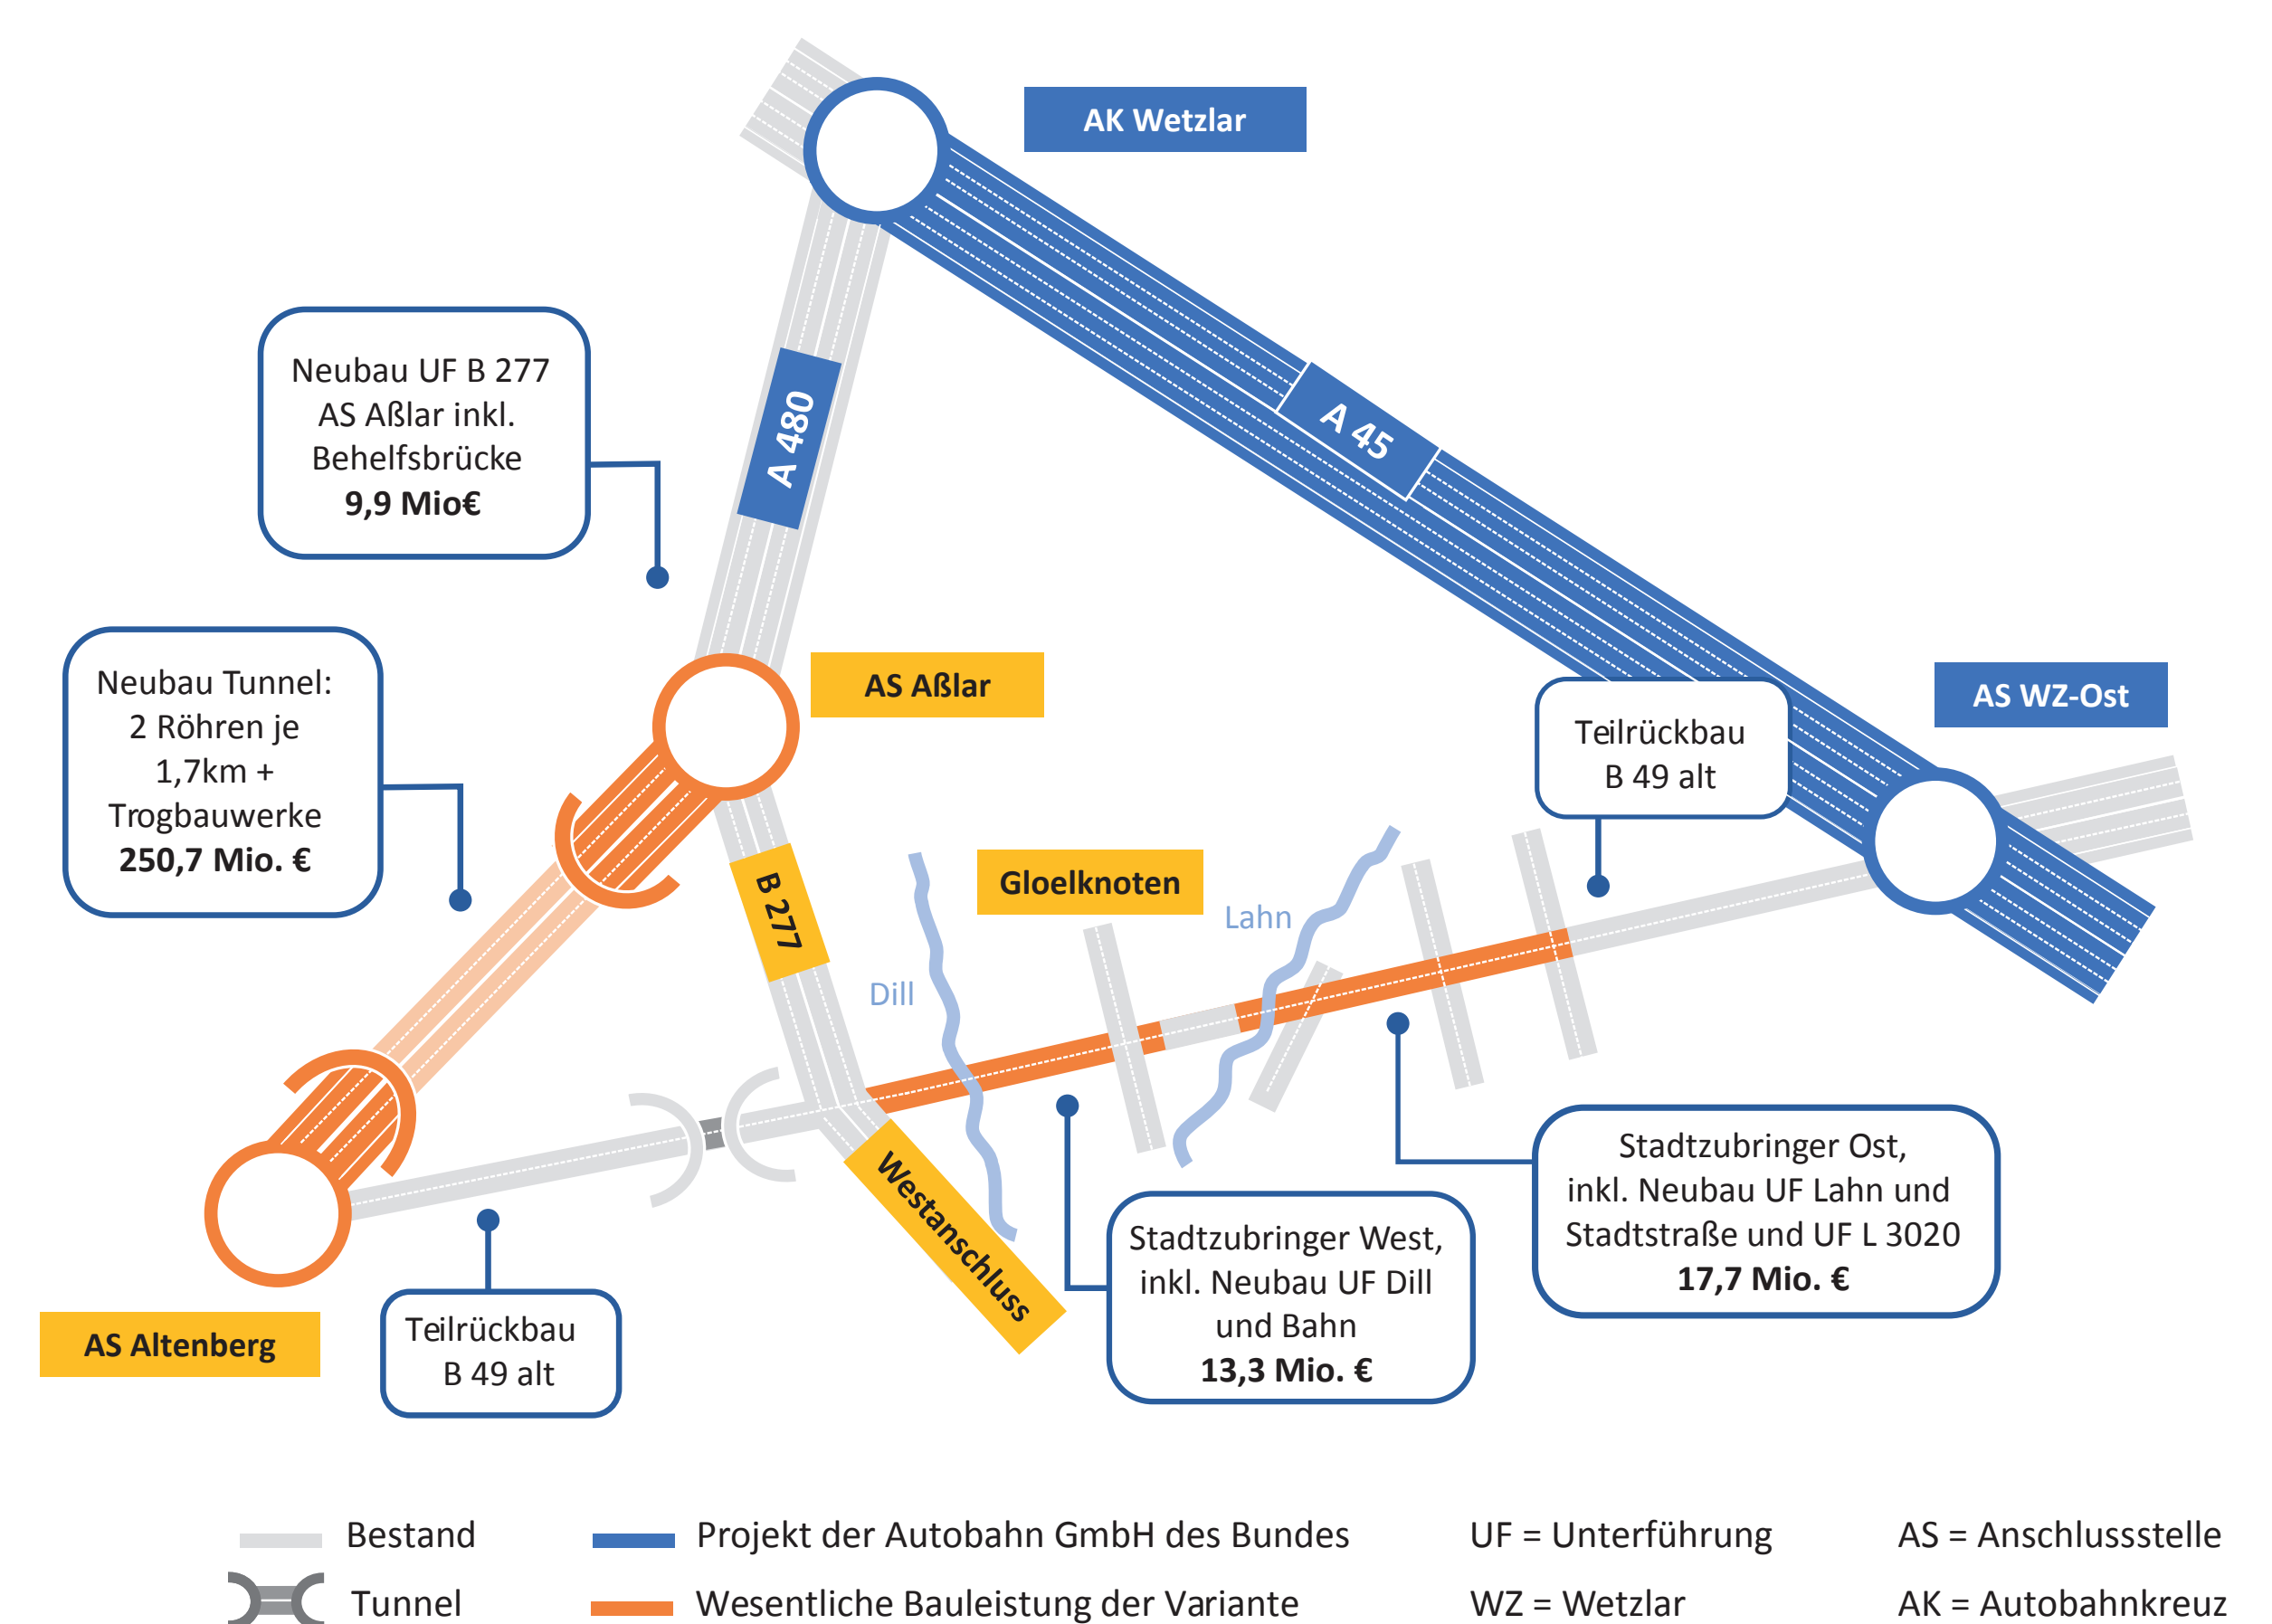 AK Wetzlar
A 45
A 480
Neubau UF B 277
AS Aßlar inkl.
Behelfsbrücke
9,9 Mio€
Neubau Tunnel:
2 Röhren je
1,7km +
Trogbauwerke
250,7 Mio. €
AS Aßlar
AS WZ-Ost
Teilrückbau
B 49 alt
B 277
Gloelknoten
Lahn
Dill
Westanschluss
Stadtzubringer Ost,
inkl. Neubau UF Lahn und
Stadtstraße und UF L 3020
17,7 Mio. €
Stadtzubringer West,
inkl. Neubau UF Dill
und Bahn
13,3 Mio. €
AS Altenberg
Teilrückbau
B 49 alt
Bestand
Projekt der Autobahn GmbH des Bundes
UF = Unterführung
AS = Anschlussstelle
Tunnel
Wesentliche Bauleistung der Variante
WZ = Wetzlar
AK = Autobahnkreuz